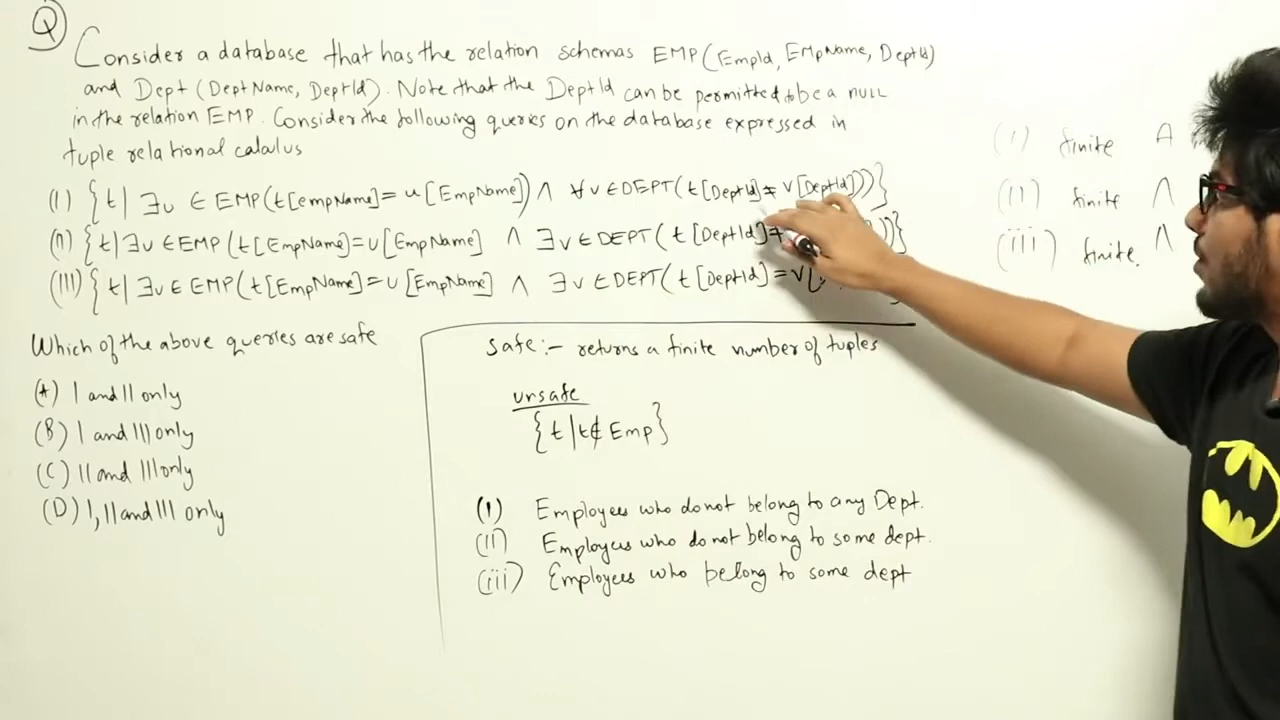 Q
Consider a database that has the relation schemas EMP(EmpId, EmpName, DeptId)
and Dept (DeptName, DeptId). Note that the DeptId can be permitted to be a NULL
in the relation EMP. Consider the following queries on the database expressed in
tuple relational calalus
(I) {t| ∃u ∈ EMP(t[empName]=u[EmpName]) ∧ ∀v∈DEPT(t[DeptId]≠v[DeptId]))}
(II) {t|∃u∈EMP(t[EmpName]=U[EmpName] ∧ ∃v∈DEPT(t[DeptId]≠ ))}
(III) {t| ∃u∈EMP(t[EmpName]=U[EmpName] ∧ ∃v∈DEPT(t[DeptId]=v[
Which of the above queries are safe
(A) I and II only
(B) I and III only
(C) II and III only
(D) I, II and III only
safe:- returns a finite number of tuples
unsafe
{t|t∉Emp}
(1) Employees who do not belong to any Dept.
(II) Employees who do not belong to some dept.
(iii) Employees who belong to some dept
(I) finite A
(II) finite Λ
(iii) finite. Λ